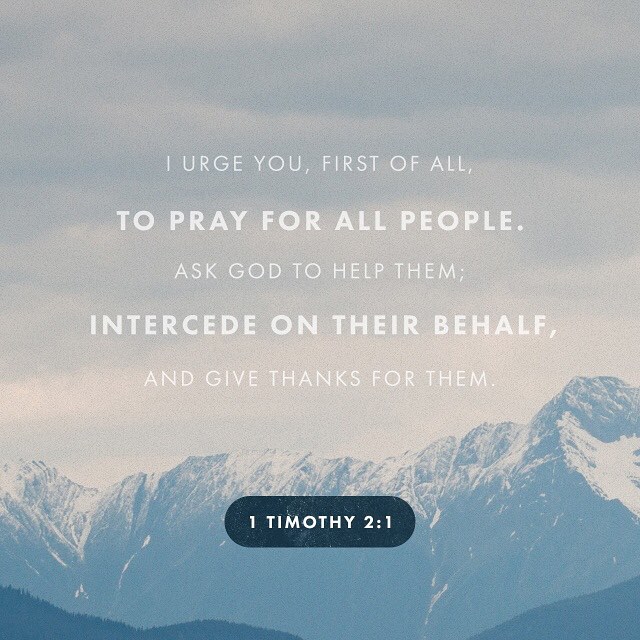 I URGE YOU, FIRST OF ALL,
TO PRAY FOR ALL PEOPLE.
ASK GOD TO HELP THEM;
INTERCEDE ON THEIR BEHALF,
AND GIVE THANKS FOR THEM.
1 TIMOTHY 2:1